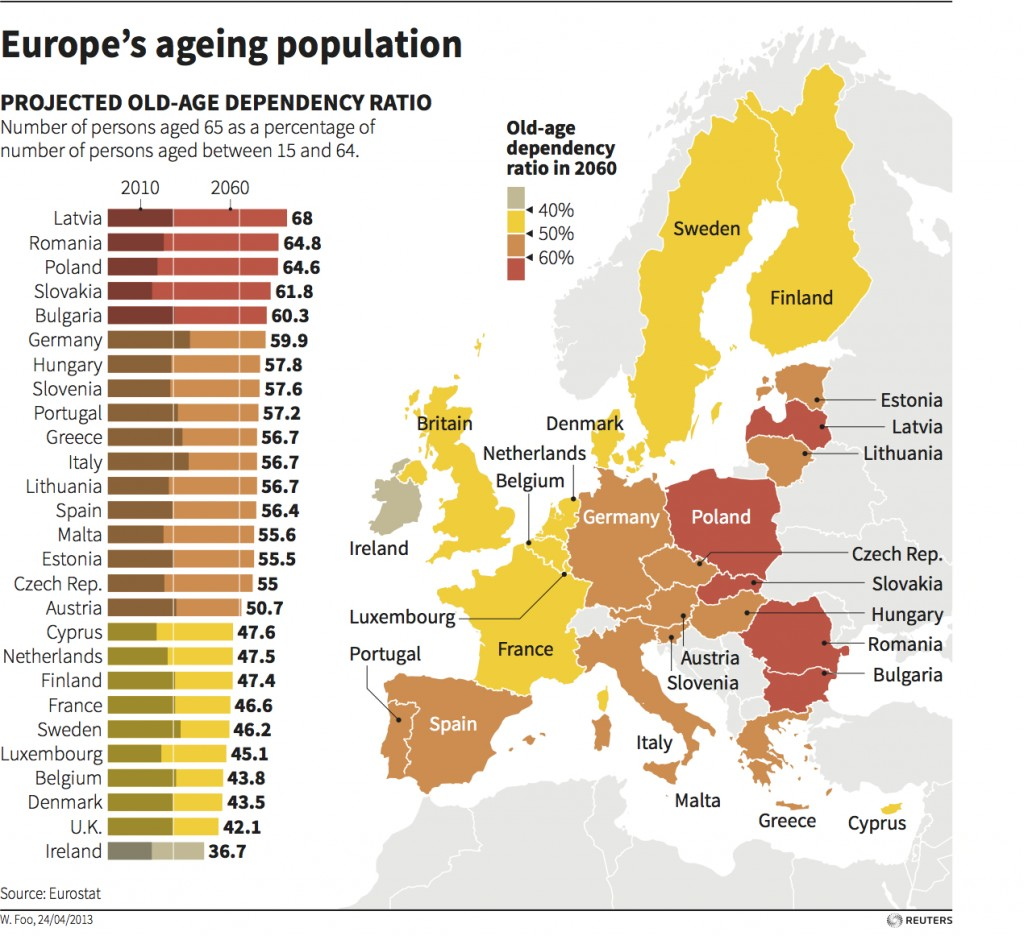 Europe's ageing population
PROJECTED OLD-AGE DEPENDENCY RATIO
Number of persons aged 65 as a percentage of
number of persons aged between 15 and 64.
2010 2060
Latvia 68
Romania 64.8
Poland 64.6
Slovakia 61.8
Bulgaria 60.3
Germany 59.9
Hungary 57.8
Slovenia 57.6
Portugal 57.2
Greece 56.7
Italy 56.7
Lithuania 56.7
Spain 56.4
Malta 55.6
Estonia 55.5
Czech Rep. 55
Austria 50.7
Cyprus 47.6
Netherlands 47.5
Finland 47.4
France 46.6
Sweden 46.2
Luxembourg 45.1
Belgium 43.8
Denmark 43.5
U.K. 42.1
Ireland 36.7
Old-age
dependency
ratio in 2060
40%
50%
60%
Sweden
Finland
Estonia
Britain
Denmark
Latvia
Netherlands
Lithuania
Belgium
Germany
Poland
Ireland
Czech Rep.
Slovakia
Luxembourg
Hungary
Romania
France
Portugal
Austria
Bulgaria
Slovenia
Spain
Italy
Malta
Greece
Cyprus
Source: Eurostat
W. Foo, 24/04/2013
REUTERS